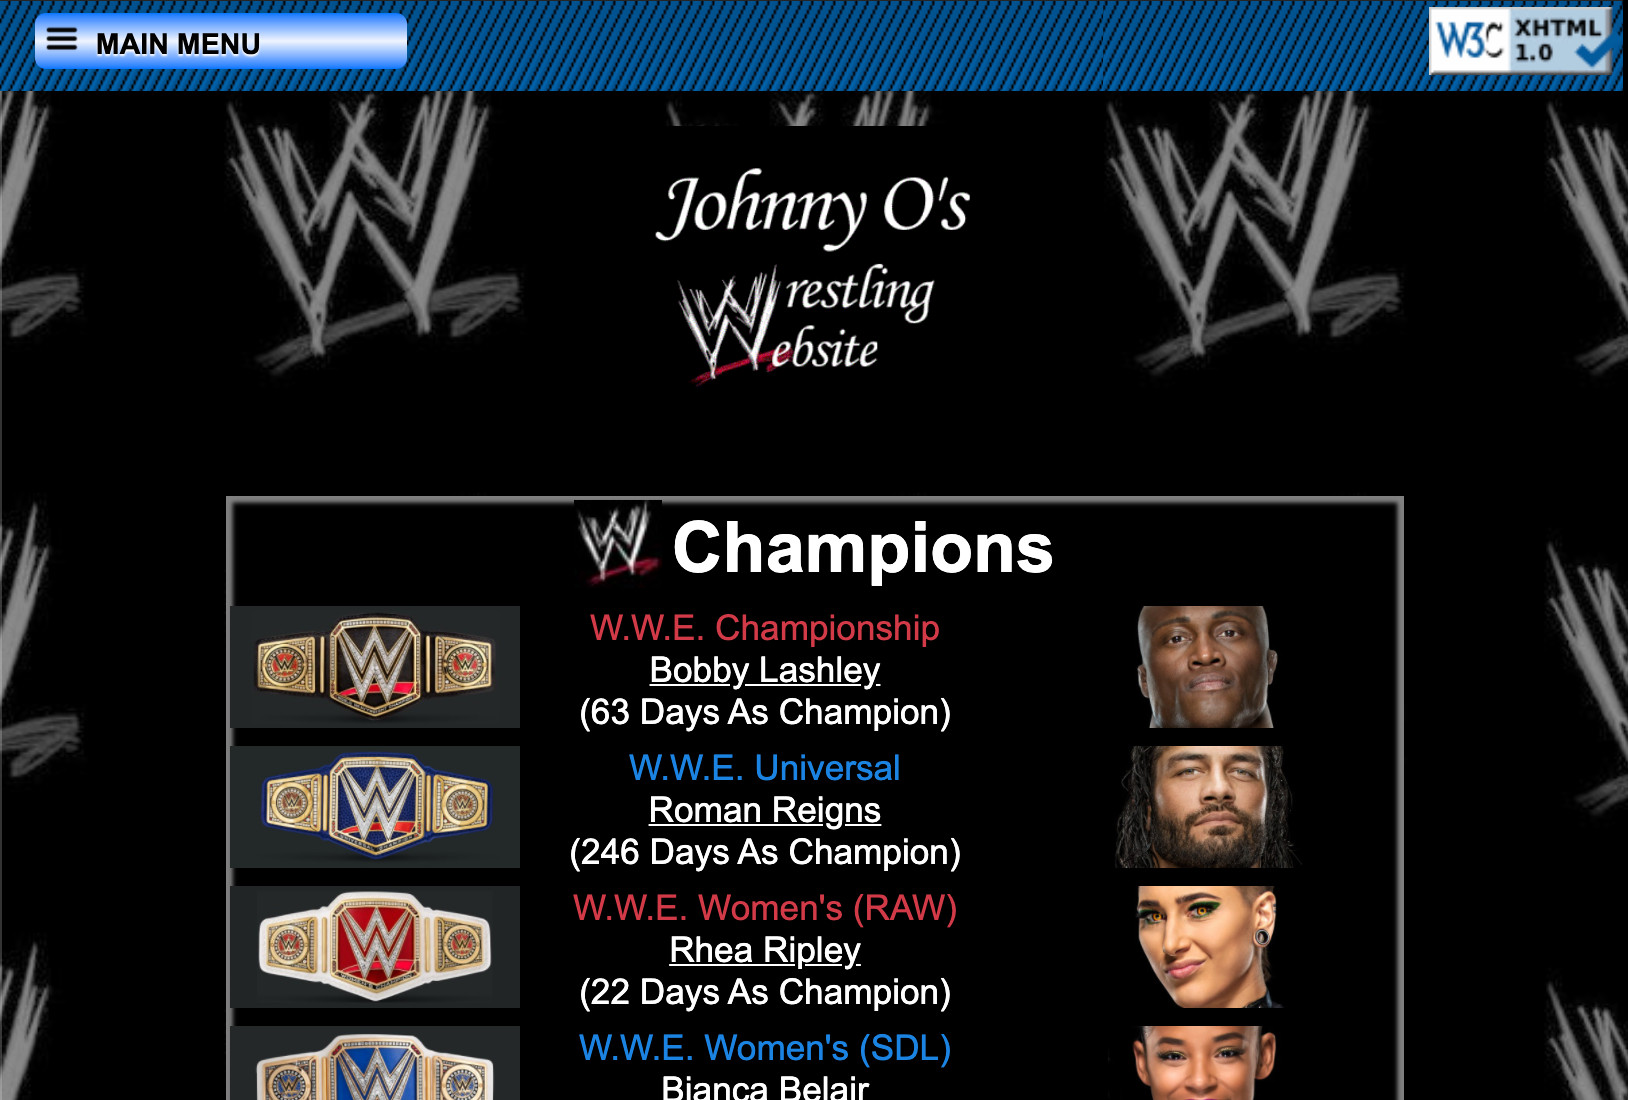 MAIN MENU
W3C XHTML 1.0
Johnny O's
Wrestling
Website
W Champions
W.W.E. Championship
Bobby Lashley
(63 Days As Champion)
W.W.E. Universal
Roman Reigns
(246 Days As Champion)
W.W.E. Women's (RAW)
Rhea Ripley
(22 Days As Champion)
W.W.E. Women's (SDL)
Bianca Belair